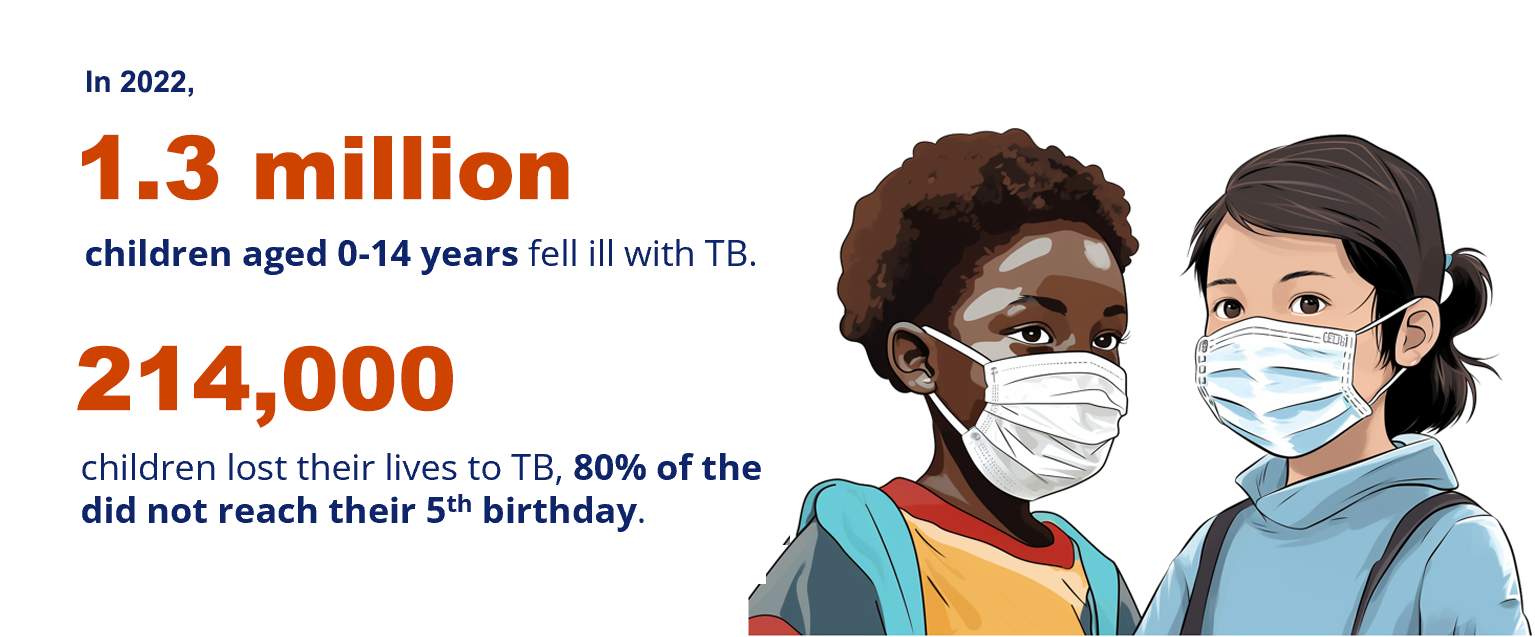 In 2022,
1.3 million
children aged 0-14 years fell ill with TB.
214,000
children lost their lives to TB, 80% of the
did not reach their 5th birthday.